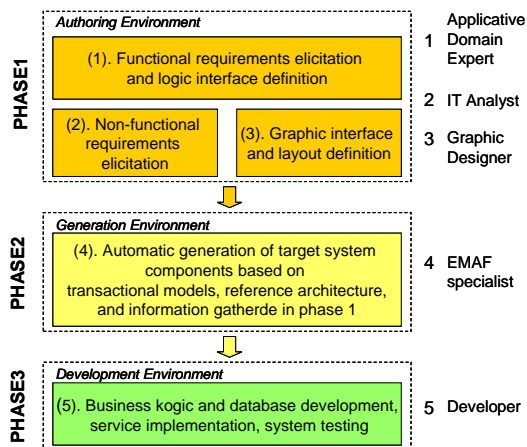 PHASE1
Authoring Environment
(1). Functional requirements elicitation
and logic interface definition
(2). Non-functional
requirements
elicitation
(3). Graphic interface
and layout definition
1 Applicative
Domain
Expert
2 IT Analyst
3 Graphic
Designer
PHASE2
Generation Environment
(4). Automatic generation of target system
components based on
transactional models, reference architecture,
and information gatherde in phase 1
4 EMAF
specialist
PHASE3
Development Environment
(5). Business kogic and database development,
service implementation, system testing
5 Developer